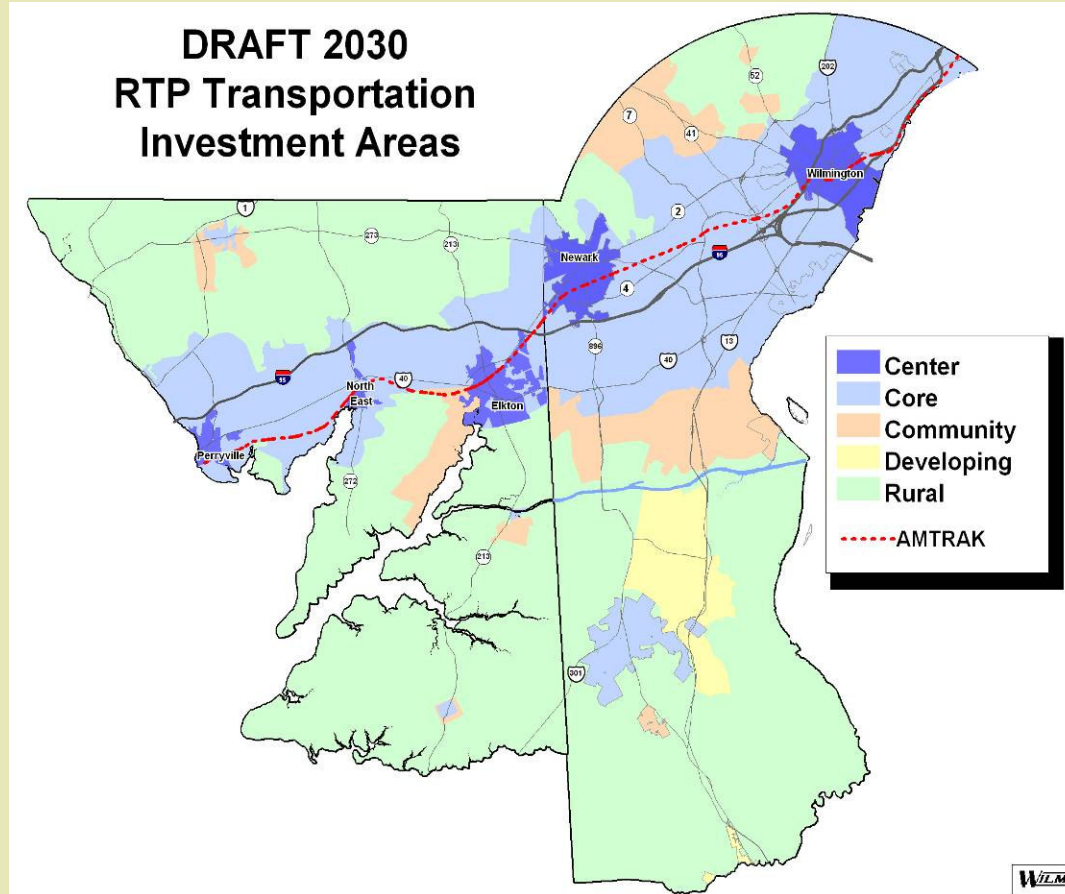 DRAFT 2030
RTP Transportation
Investment Areas
202
52
7
41
Wilmington
1
2
273
213
Newark
95
4
896
40
13
95
40
North
East
Elkton
Perryville
272
213
301
Center
Core
Community
Developing
Rural
AMTRAK
WILM